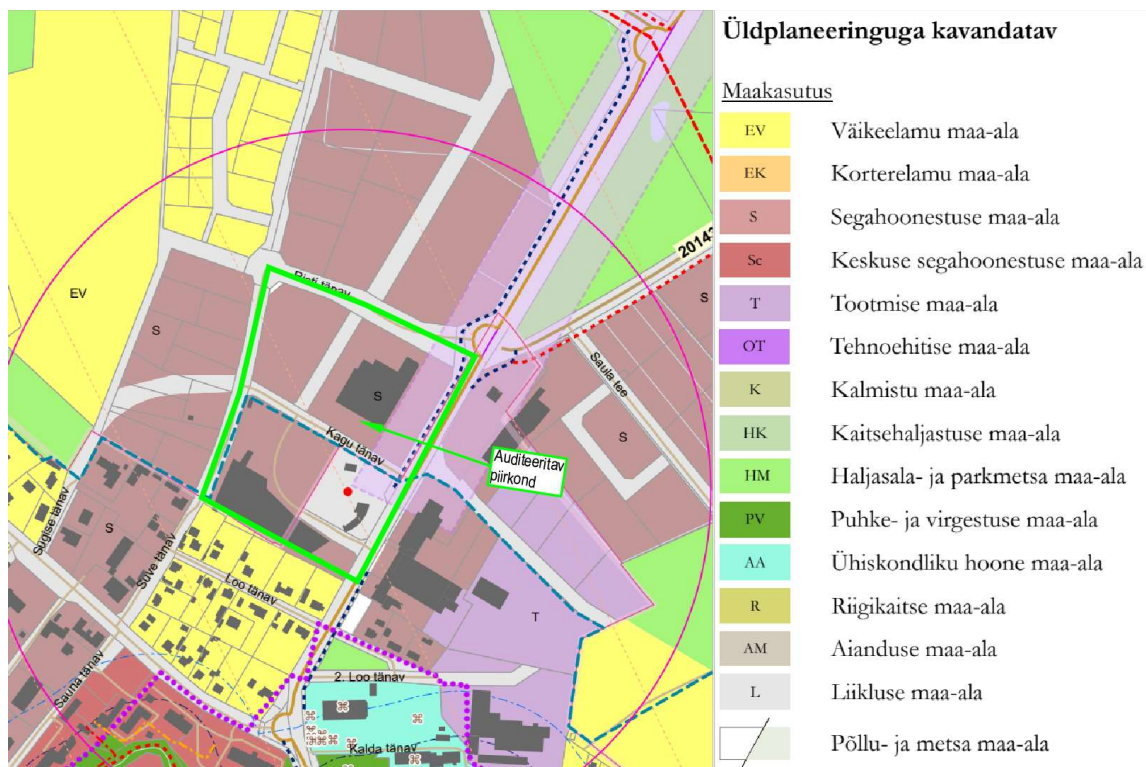 Üldplaneeringuga kavandatav
Maakasutus
EV Väikeelamu maa-ala
EK Korterelamu maa-ala
S Segahoonestuse maa-ala
Sc Keskuse segahoonestuse maa-ala
T Tootmise maa-ala
OT Tehnoehitise maa-ala
K Kalmistu maa-ala
HK Kaitsehaljastuse maa-ala
HM Haljasala- ja parkmetsa maa-ala
PV Puhke- ja virgestuse maa-ala
AA Ühiskondliku hoone maa-ala
R Riigikaitse maa-ala
AM Aianduse maa-ala
L Liikluse maa-ala
Põllu- ja metsa maa-ala
EV
S
Risti tänav
S
Kagu tänav
Auditeeritav
piirkond
Saula tee
S
S
S
Sügise tänav
Suve tänav
Loo tänav
T
Sauna tänav
2. Loo tänav
Kalda tänav